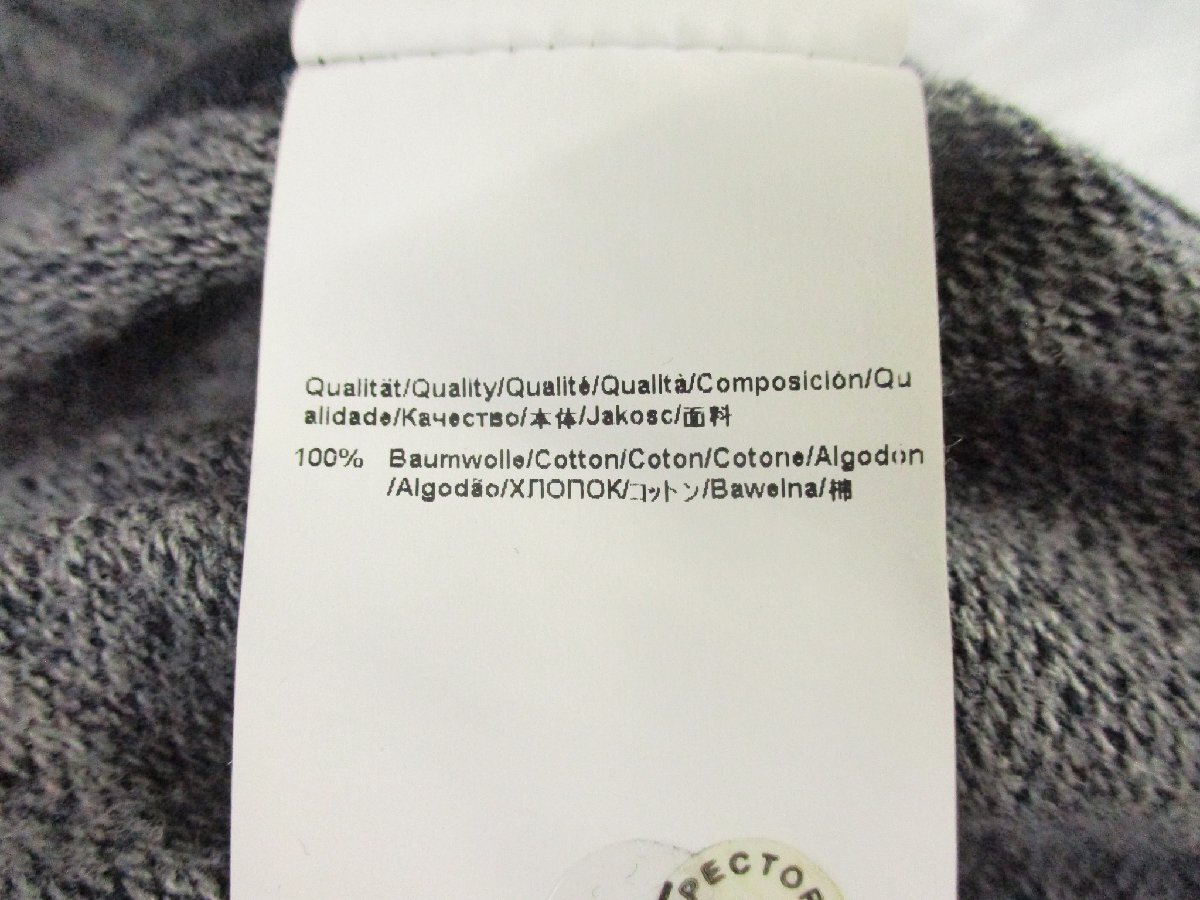 Qualität/Quality/Qualité/Qualità/Composición/Qu
alidade/Качество/本体/Jakosc/面料
100% Baumwolle/Cotton/Coton/Cotone/Algodón
/Algodão/ХЛОПОК/コットン/Bawelna/棉